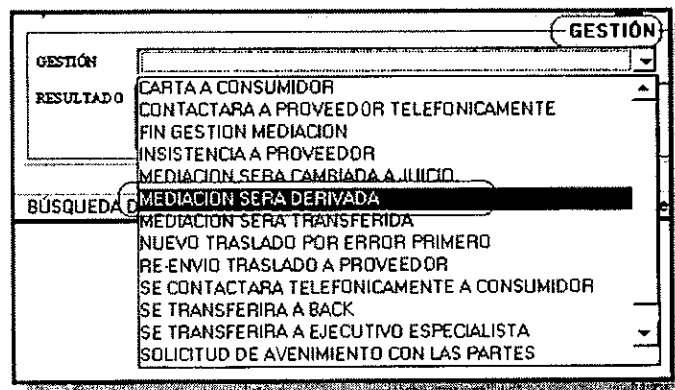 GESTIÓN
GESTIÓN
RESULTADO
CARTA A CONSUMIDOR
CONTACTARA A PROVEEDOR TELEFONICAMENTE
FIN GESTION MEDIACION
INSISTENCIA A PROVEEDOR
MEDIACION SERA CAMBIADA A JUICIO
BÚSQUEDA D
MEDIACION SERA DERIVADA
MEDIACION SERA TRANSFERIDA
NUEVO TRASLADO POR ERROR PRIMERO
RE-ENVIO TRASLADO A PROVEEDOR
SE CONTACTARA TELEFONICAMENTE A CONSUMIDOR
SE TRANSFERIRA A BACK
SE TRANSFERIRA A EJECUTIVO ESPECIALISTA
SOLICITUD DE AVENIMIENTO CON LAS PARTES